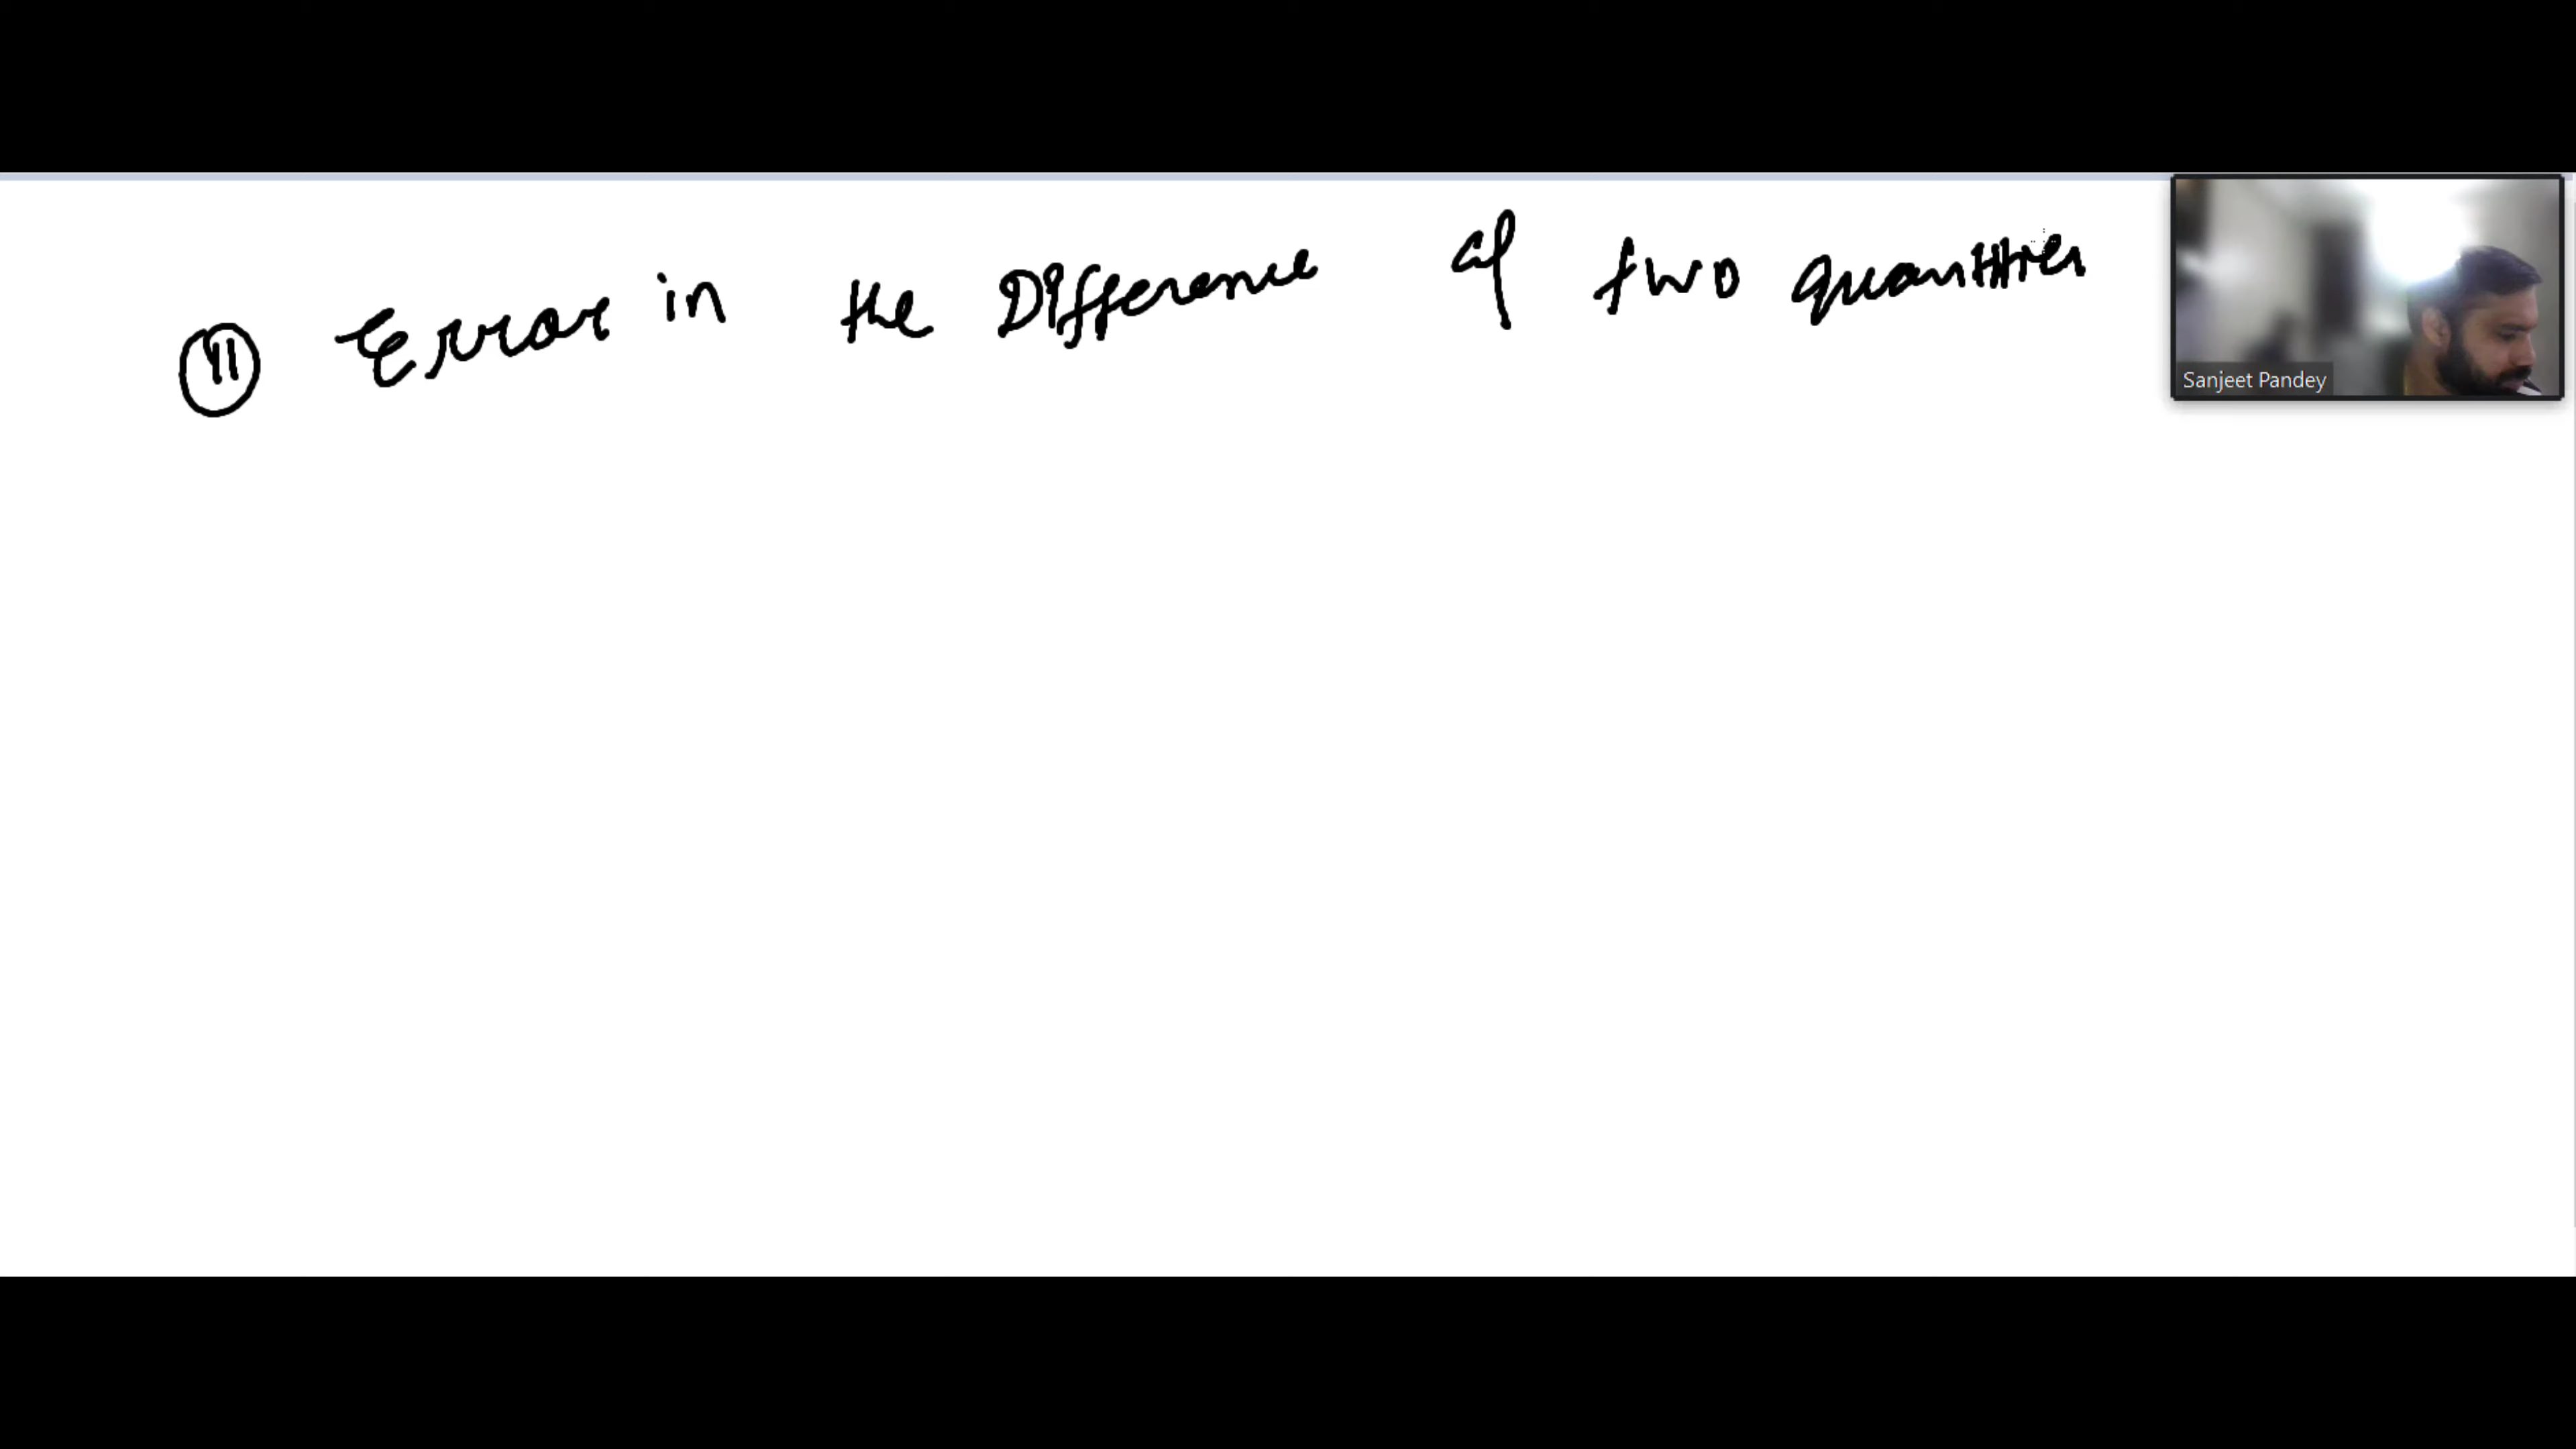 (ii) Error in the Difference of two quantities
Sanjeet Pandey